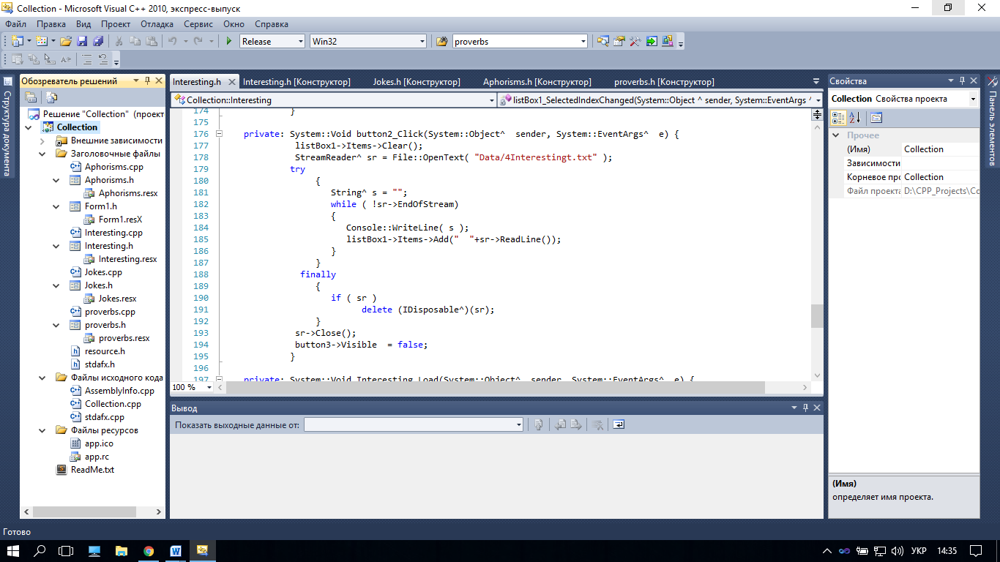 Collection - Microsoft Visual C++ 2010, экспресс-выпуск
Файл Правка Вид Проект Отладка Сервис Окно Справка
Release Win32 proverbs
Структура документа
Обозреватель решений
Решение "Collection" (проект
Collection
Внешние зависимости
Заголовочные файлы
Aphorisms.cpp
Aphorisms.h
Aphorisms.resx
Form1.h
Form1.resX
Interesting.cpp
Interesting.h
Interesting.resx
Jokes.cpp
Jokes.h
Jokes.resx
proverbs.cpp
proverbs.h
proverbs.resx
resource.h
stdafx.h
Файлы исходного кода
AssemblyInfo.cpp
Collection.cpp
stdafx.cpp
Файлы ресурсов
app.ico
app.rc
ReadMe.txt
Interesting.h Interesting.h [Конструктор] Jokes.h [Конструктор] Aphorisms.h [Конструктор] proverbs.h [Конструктор]
Collection::Interesting listBox1_SelectedIndexChanged(System::Object ^ sender, System::EventArgs ^
174 }
175
176 private: System::Void button2_Click(System::Object^ sender, System::EventArgs^ e) {
177 listBox1->Items->Clear();
178 StreamReader^ sr = File::OpenText( "Data/4Interestingt.txt" );
179 try
180 {
181 String^ s = "";
182 while ( !sr->EndOfStream)
183 {
184 Console::WriteLine( s );
185 listBox1->Items->Add("  "+sr->ReadLine());
186 }
187 }
188 finally
189 {
190 if ( sr )
191 delete (IDisposable^)(sr);
192 }
193 sr->Close();
194 button3->Visible  = false;
195 }
196
197 private: System::Void Interesting_Load(System::Object^ sender, System::EventArgs^ e) {
100 %
Вывод
Показать выходные данные от:
Свойства
Collection Свойства проекта
Прочее
(Имя) Collection
Зависимости
Корневое про Collection
Файл проекта D:\CPP_Projects\Co
(Имя)
определяет имя проекта.
Панель элементов
Готово
УКР 14:35